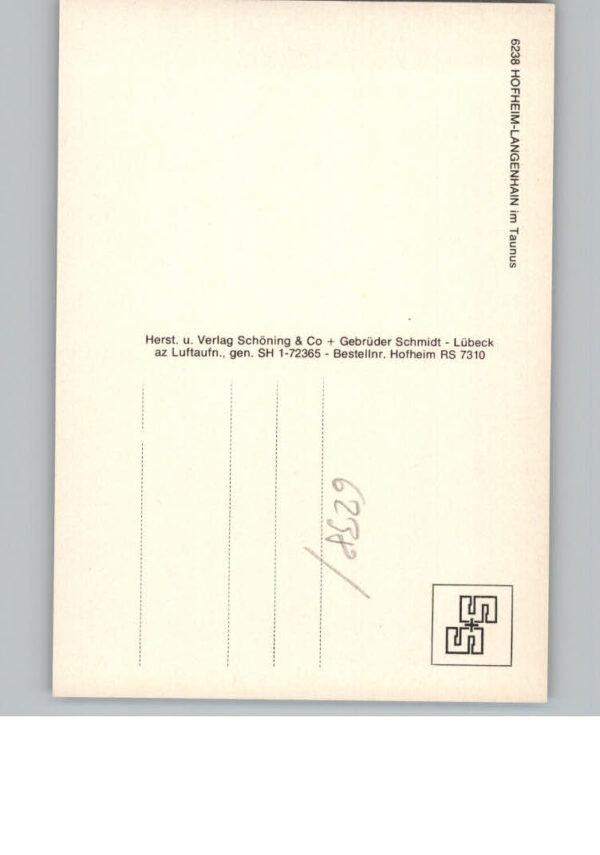 6238 HOFHEIM-LANGENHAIN im Taunus
Herst. u. Verlag Schöning & Co + Gebrüder Schmidt - Lübeck
az Luftaufn., gen. SH 1-72365 - Bestellnr. Hofheim RS 7310
6238/
S+S